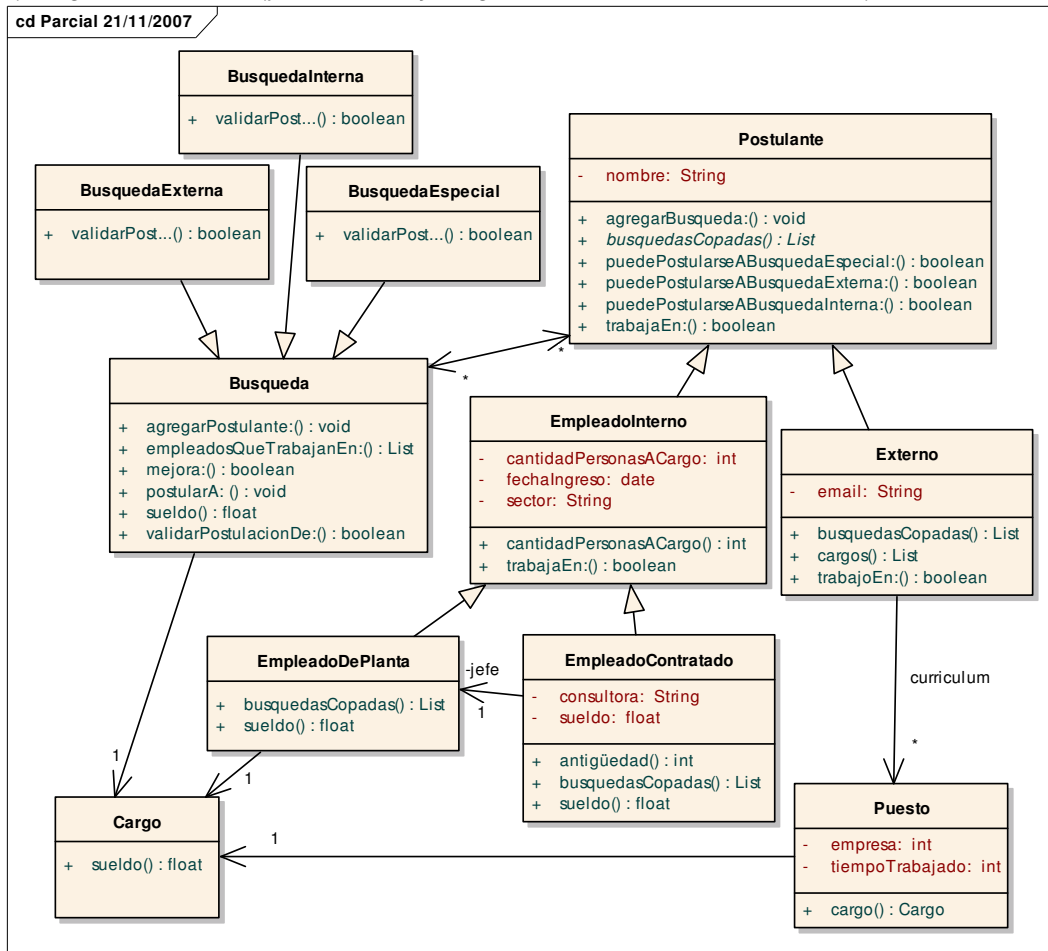 cd Parcial 21/11/2007
BusquedaInterna
+ validarPost...() : boolean
BusquedaExterna
+ validarPost...() : boolean
BusquedaEspecial
+ validarPost...() : boolean
Postulante
- nombre: String
+ agregarBusqueda:() : void
+ busquedasCopadas() : List
+ puedePostularseABusquedaEspecial:() : boolean
+ puedePostularseABusquedaExterna:() : boolean
+ puedePostularseABusquedaInterna:() : boolean
+ trabajaEn:() : boolean
*
*
Busqueda
+ agregarPostulante:() : void
+ empleadosQueTrabajanEn:() : List
+ mejora:() : boolean
+ postularA: () : void
+ sueldo() : float
+ validarPostulacionDe:() : boolean
EmpleadoInterno
- cantidadPersonasACargo: int
- fechaIngreso: date
- sector: String
+ cantidadPersonasACargo() : int
+ trabajaEn:() : boolean
Externo
- email: String
+ busquedasCopadas() : List
+ cargos() : List
+ trabajoEn:() : boolean
EmpleadoDePlanta
+ busquedasCopadas() : List
+ sueldo() : float
-jefe
1
EmpleadoContratado
- consultora: String
- sueldo: float
+ antigüedad() : int
+ busquedasCopadas() : List
+ sueldo() : float
curriculum
*
1
1
Cargo
+ sueldo() : float
1
Puesto
- empresa: int
- tiempoTrabajado: int
+ cargo() : Cargo